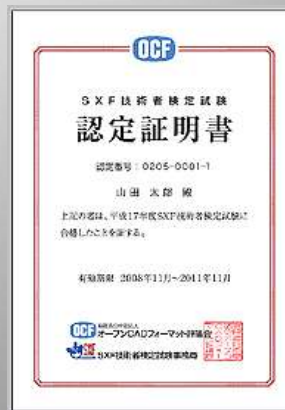 OCF
SXF技術者検定試験
認定証明書
認定番号：0205-0001-1
山田 太郎 殿
上記の者は、平成17年度SXF技術者検定試験に
合格したことを証する。
有効期限 2008年11月～2011年11月
OCF
オープンCADフォーマット評議会
SXF技術者検定試験事務局